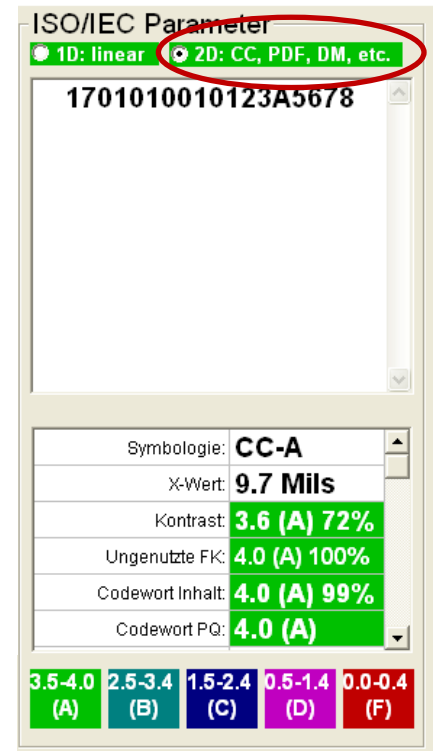 ISO/IEC Parameter
1D: linear 2D: CC, PDF, DM, etc.
1701010010123A5678
Symbologie: CC-A
X-Wert: 9.7 Mils
Kontrast: 3.6 (A) 72%
Ungenutzte FK: 4.0 (A) 100%
Codewort Inhalt: 4.0 (A) 99%
Codewort PQ: 4.0 (A)
3.5-4.0 2.5-3.4 1.5-2.4 0.5-1.4 0.0-0.4
(A) (B) (C) (D) (F)